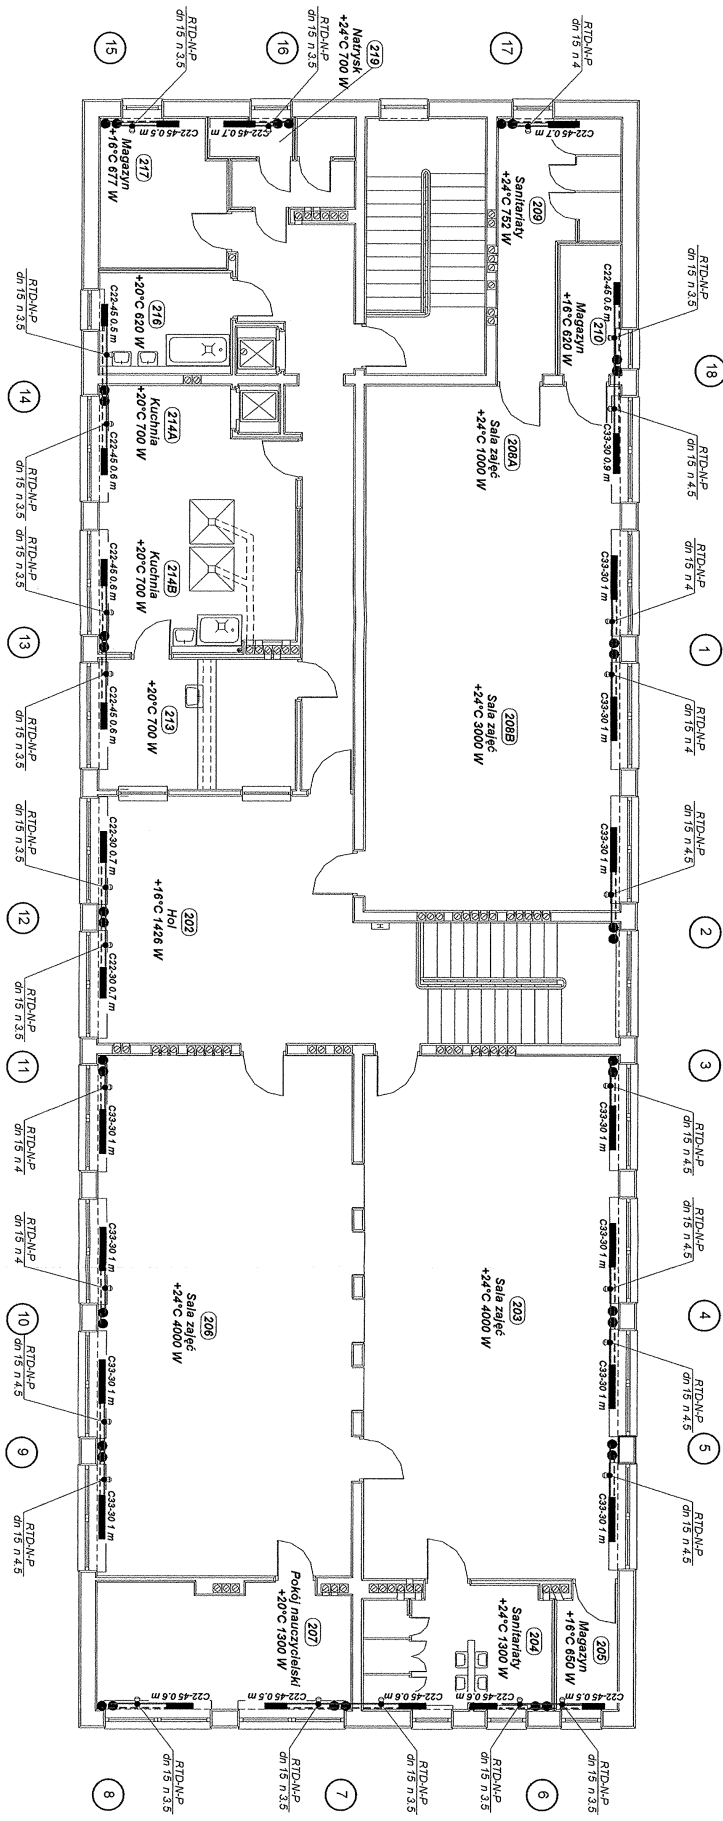 15
RTD-N-P
dn 15 n 3.5
16
RTD-N-P
dn 15 n 3.5
219
Natrysk
+24°C 700 W
17
RTD-N-P
dn 15 n 4
C22-45 0.5 m
C22-45 0.7 m
C22-45 0.7 m
217
Magazyn
+16°C 677 W
209
Sanitariaty
+24°C 752 W
210
Magazyn
+16°C 620 W
C22-45 0.5 m
RTD-N-P
dn 15 n 3.5
18
RTD-N-P
dn 15 n 3.5
14
C22-45 0.5 m
216
+20°C 620 W
214A
Kuchnia
+20°C 700 W
C22-45 0.6 m
RTD-N-P
dn 15 n 3.5
208A
Sala zajęć
+24°C 1000 W
C33-30 0.9 m
RTD-N-P
dn 15 n 4.5
RTD-N-P
dn 15 n 3.5
13
C22-45 0.6 m
214B
Kuchnia
+20°C 700 W
C33-30 1 m
RTD-N-P
dn 15 n 4
1
RTD-N-P
dn 15 n 3.5
C22-45 0.6 m
213
+20°C 700 W
208B
Sala zajęć
+24°C 3000 W
C33-30 1 m
RTD-N-P
dn 15 n 4
RTD-N-P
dn 15 n 3.5
12
C22-30 0.7 m
202
Hol
+16°C 1426 W
C33-30 1 m
RTD-N-P
dn 15 n 4.5
2
RTD-N-P
dn 15 n 3.5
C22-30 0.7 m
H
11
RTD-N-P
dn 15 n 4
C33-30 1 m
C33-30 1 m
RTD-N-P
dn 15 n 4.5
3
RTD-N-P
dn 15 n 4
10
C33-30 1 m
206
Sala zajęć
+24°C 4000 W
203
Sala zajęć
+24°C 4000 W
C33-30 1 m
RTD-N-P
dn 15 n 4.5
4
RTD-N-P
dn 15 n 4.5
9
C33-30 1 m
C33-30 1 m
RTD-N-P
dn 15 n 4.5
5
RTD-N-P
dn 15 n 4.5
C33-30 1 m
C33-30 1 m
RTD-N-P
dn 15 n 4.5
207
Pokój nauczycielski
+20°C 1300 W
204
Sanitariaty
+24°C 1300 W
205
Magazyn
+16°C 650 W
C22-45 0.6 m
C22-45 0.5 m
C22-45 0.6 m
C22-45 0.6 m
C22-45 0.5 m
8
RTD-N-P
dn 15 n 3.5
RTD-N-P
dn 15 n 3.5
7
RTD-N-P
dn 15 n 3.5
RTD-N-P
dn 15 n 3.5
6
RTD-N-P
dn 15 n 3.5